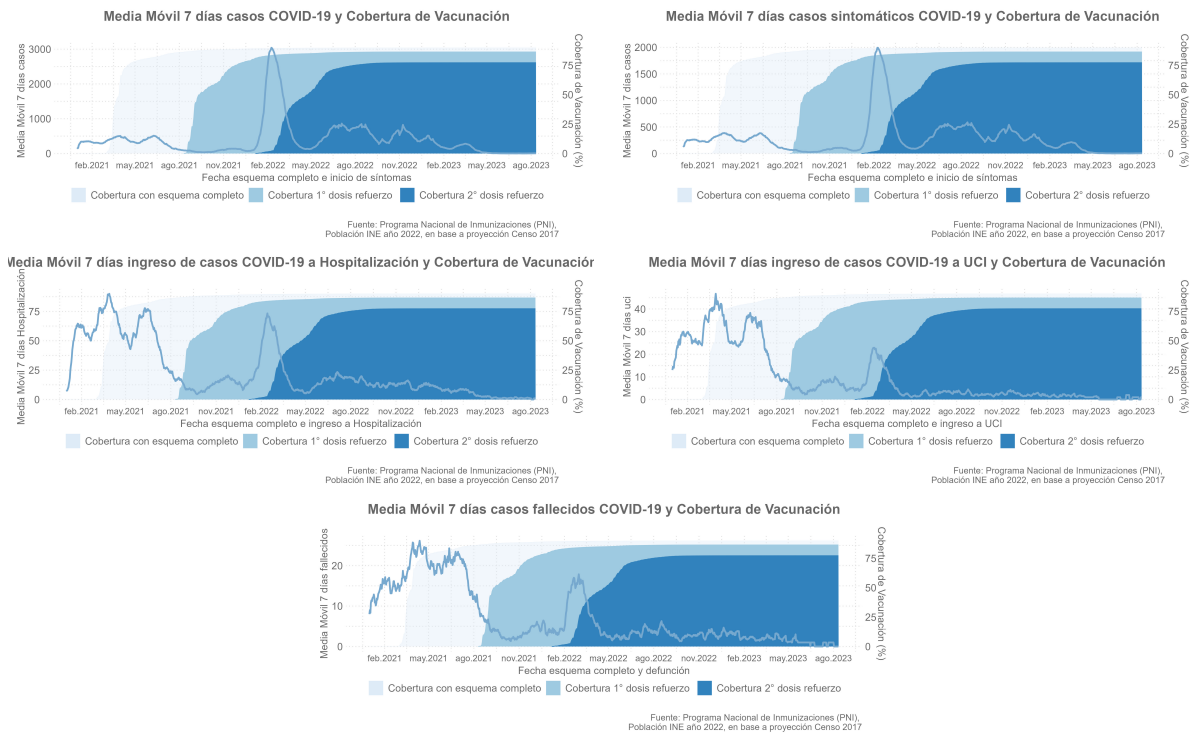 Media Móvil 7 días casos COVID-19 y Cobertura de Vacunación
Media Móvil 7 días casos
3000
2000
1000
0
Cobertura de Vacunación (%)
75
50
25
0
feb.2021 may.2021 ago.2021 nov.2021 feb.2022 may.2022 ago.2022 nov.2022 feb.2023 may.2023 ago.2023
Fecha esquema completo e inicio de síntomas
Cobertura con esquema completo Cobertura 1° dosis refuerzo Cobertura 2° dosis refuerzo
Fuente: Programa Nacional de Inmunizaciones (PNI),
Población INE año 2022, en base a proyección Censo 2017
Media Móvil 7 días casos sintomáticos COVID-19 y Cobertura de Vacunación
Media Móvil 7 días casos
2000
1500
1000
500
0
Cobertura de Vacunación (%)
75
50
25
0
feb.2021 may.2021 ago.2021 nov.2021 feb.2022 may.2022 ago.2022 nov.2022 feb.2023 may.2023 ago.2023
Fecha esquema completo e inicio de síntomas
Cobertura con esquema completo Cobertura 1° dosis refuerzo Cobertura 2° dosis refuerzo
Fuente: Programa Nacional de Inmunizaciones (PNI),
Población INE año 2022, en base a proyección Censo 2017
Media Móvil 7 días ingreso de casos COVID-19 a Hospitalización y Cobertura de Vacunación
Media Móvil 7 días Hospitalización
75
50
25
0
Cobertura de Vacunación (%)
75
50
25
0
feb.2021 may.2021 ago.2021 nov.2021 feb.2022 may.2022 ago.2022 nov.2022 feb.2023 may.2023 ago.2023
Fecha esquema completo e ingreso a Hospitalización
Cobertura con esquema completo Cobertura 1° dosis refuerzo Cobertura 2° dosis refuerzo
Fuente: Programa Nacional de Inmunizaciones (PNI),
Población INE año 2022, en base a proyección Censo 2017
Media Móvil 7 días ingreso de casos COVID-19 a UCI y Cobertura de Vacunación
Media Móvil 7 días uci
40
30
20
10
0
Cobertura de Vacunación (%)
75
50
25
0
feb.2021 may.2021 ago.2021 nov.2021 feb.2022 may.2022 ago.2022 nov.2022 feb.2023 may.2023 ago.2023
Fecha esquema completo e ingreso a UCI
Cobertura con esquema completo Cobertura 1° dosis refuerzo Cobertura 2° dosis refuerzo
Fuente: Programa Nacional de Inmunizaciones (PNI),
Población INE año 2022, en base a proyección Censo 2017
Media Móvil 7 días casos fallecidos COVID-19 y Cobertura de Vacunación
Media Móvil 7 días fallecidos
20
10
0
Cobertura de Vacunación (%)
75
50
25
0
feb.2021 may.2021 ago.2021 nov.2021 feb.2022 may.2022 ago.2022 nov.2022 feb.2023 may.2023 ago.2023
Fecha esquema completo y defunción
Cobertura con esquema completo Cobertura 1° dosis refuerzo Cobertura 2° dosis refuerzo
Fuente: Programa Nacional de Inmunizaciones (PNI),
Población INE año 2022, en base a proyección Censo 2017